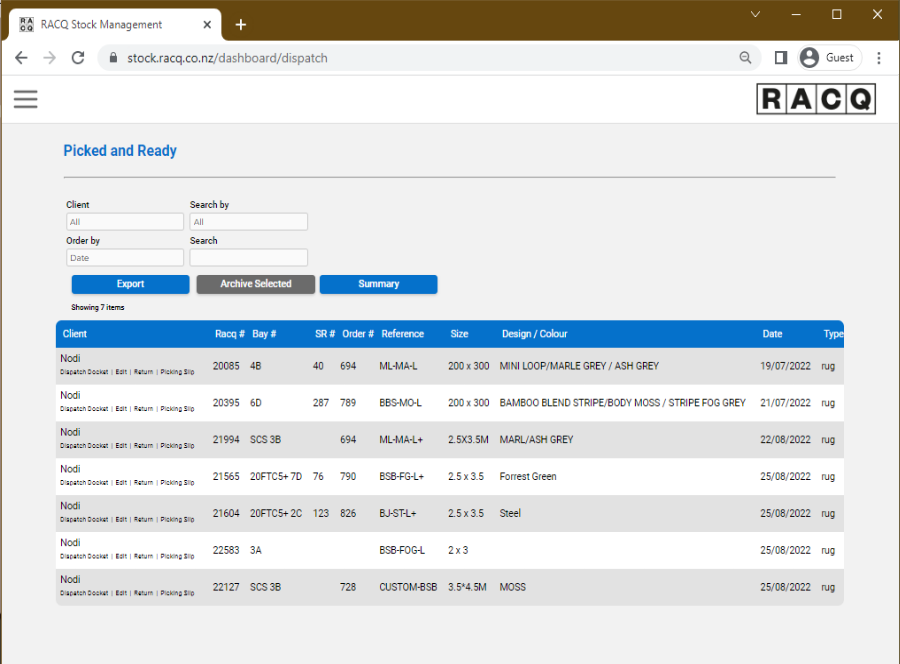 RACQ Stock Management
stock.racq.co.nz/dashboard/dispatch
Guest
RACQ
Picked and Ready
Client Search by
All All
Order by Search
Date
Export Archive Selected Summary
Showing 7 items
Client Racq # Bay # SR # Order # Reference Size Design / Colour Date Type
Nodi
Dispatch Docket | Edit | Return | Picking Slip
20085 4B 40 694 ML-MA-L 200 x 300 MINI LOOP/MARLE GREY / ASH GREY 19/07/2022 rug
Nodi
Dispatch Docket | Edit | Return | Picking Slip
20395 6D 287 789 BBS-MO-L 200 x 300 BAMBOO BLEND STRIPE/BODY MOSS / STRIPE FOG GREY 21/07/2022 rug
Nodi
Dispatch Docket | Edit | Return | Picking Slip
21994 SCS 3B 694 ML-MA-L+ 2.5X3.5M MARL/ASH GREY 22/08/2022 rug
Nodi
Dispatch Docket | Edit | Return | Picking Slip
21565 20FTC5+ 7D 76 790 BSB-FG-L+ 2.5 x 3.5 Forrest Green 25/08/2022 rug
Nodi
Dispatch Docket | Edit | Return | Picking Slip
21604 20FTC5+ 2C 123 826 BJ-ST-L+ 2.5 x 3.5 Steel 25/08/2022 rug
Nodi
Dispatch Docket | Edit | Return | Picking Slip
22583 3A BSB-FOG-L 2 x 3 25/08/2022 rug
Nodi
Dispatch Docket | Edit | Return | Picking Slip
22127 SCS 3B 728 CUSTOM-BSB 3.5*4.5M MOSS 25/08/2022 rug